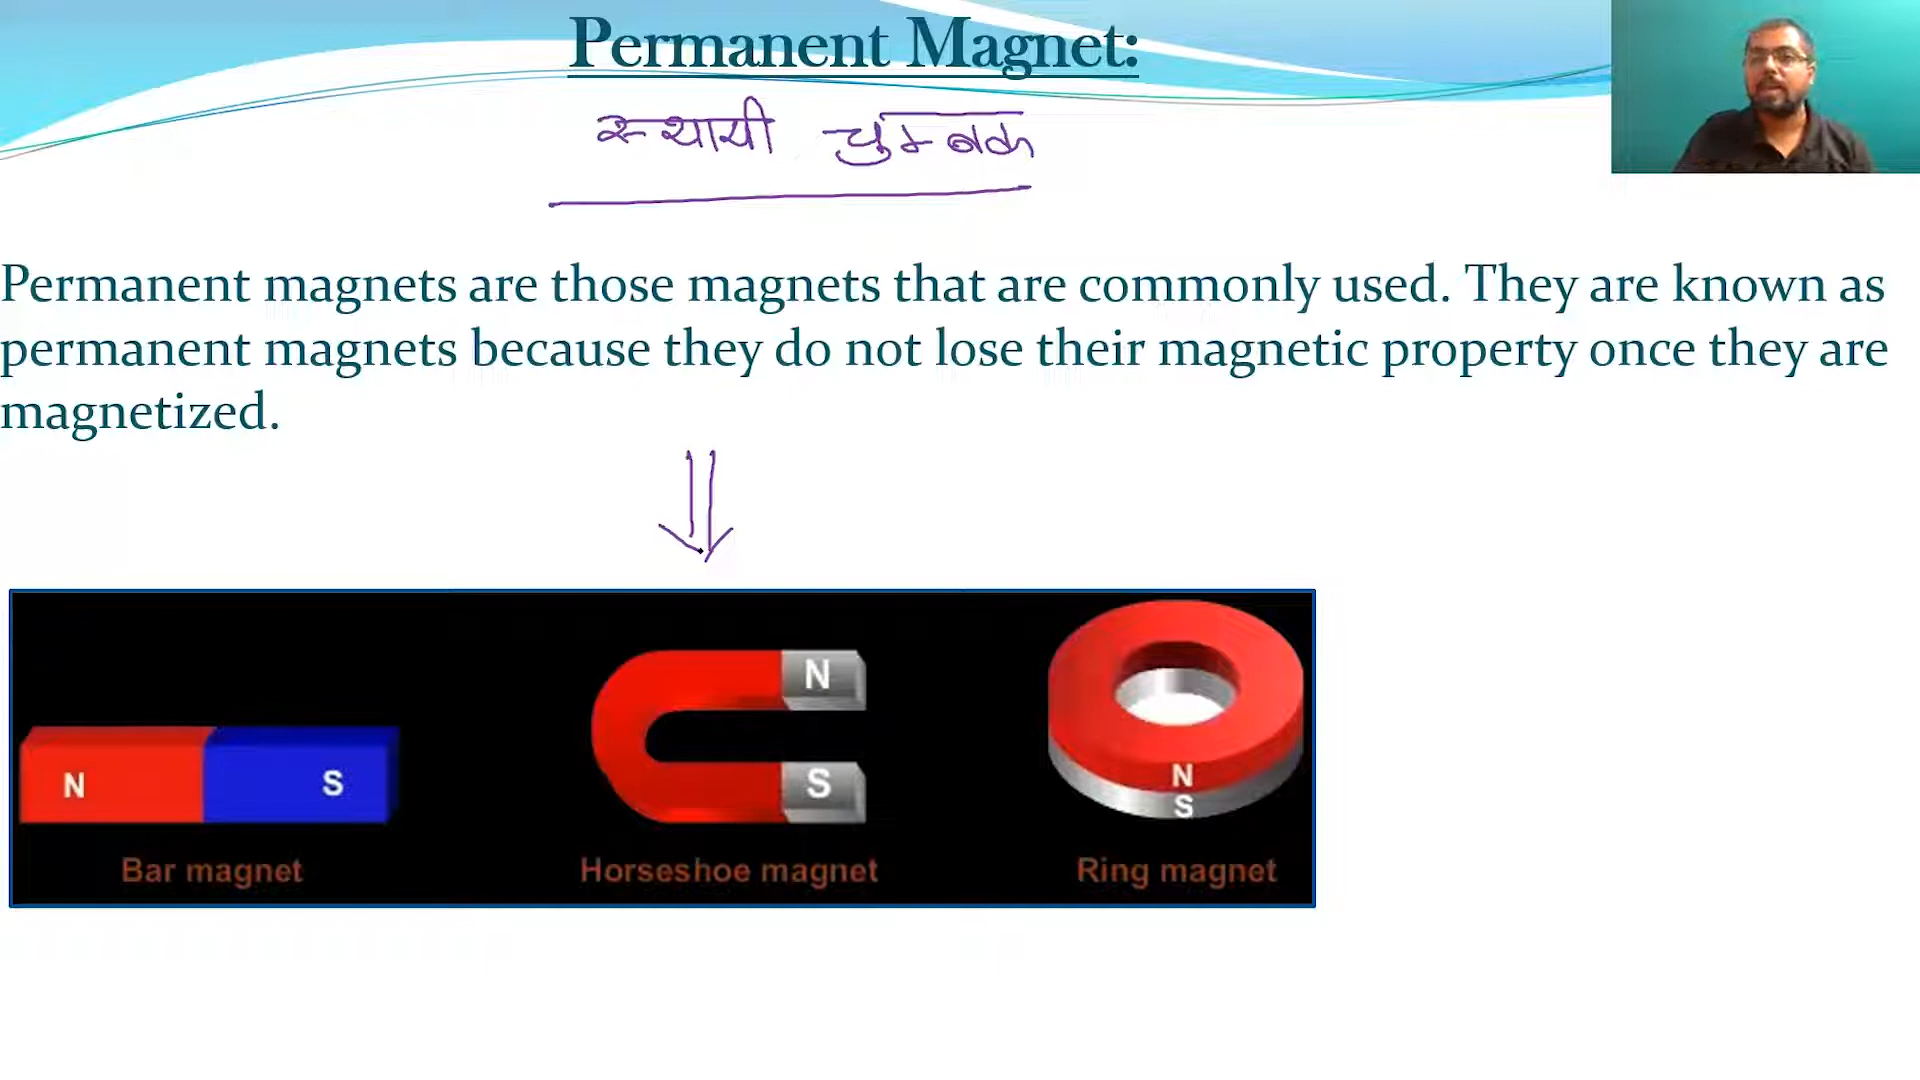 Permanent Magnet:
स्थायी चुम्बक
Permanent magnets are those magnets that are commonly used. They are known as
permanent magnets because they do not lose their magnetic property once they are
magnetized.
N
S
Bar magnet
N
S
Horseshoe magnet
N
S
Ring magnet